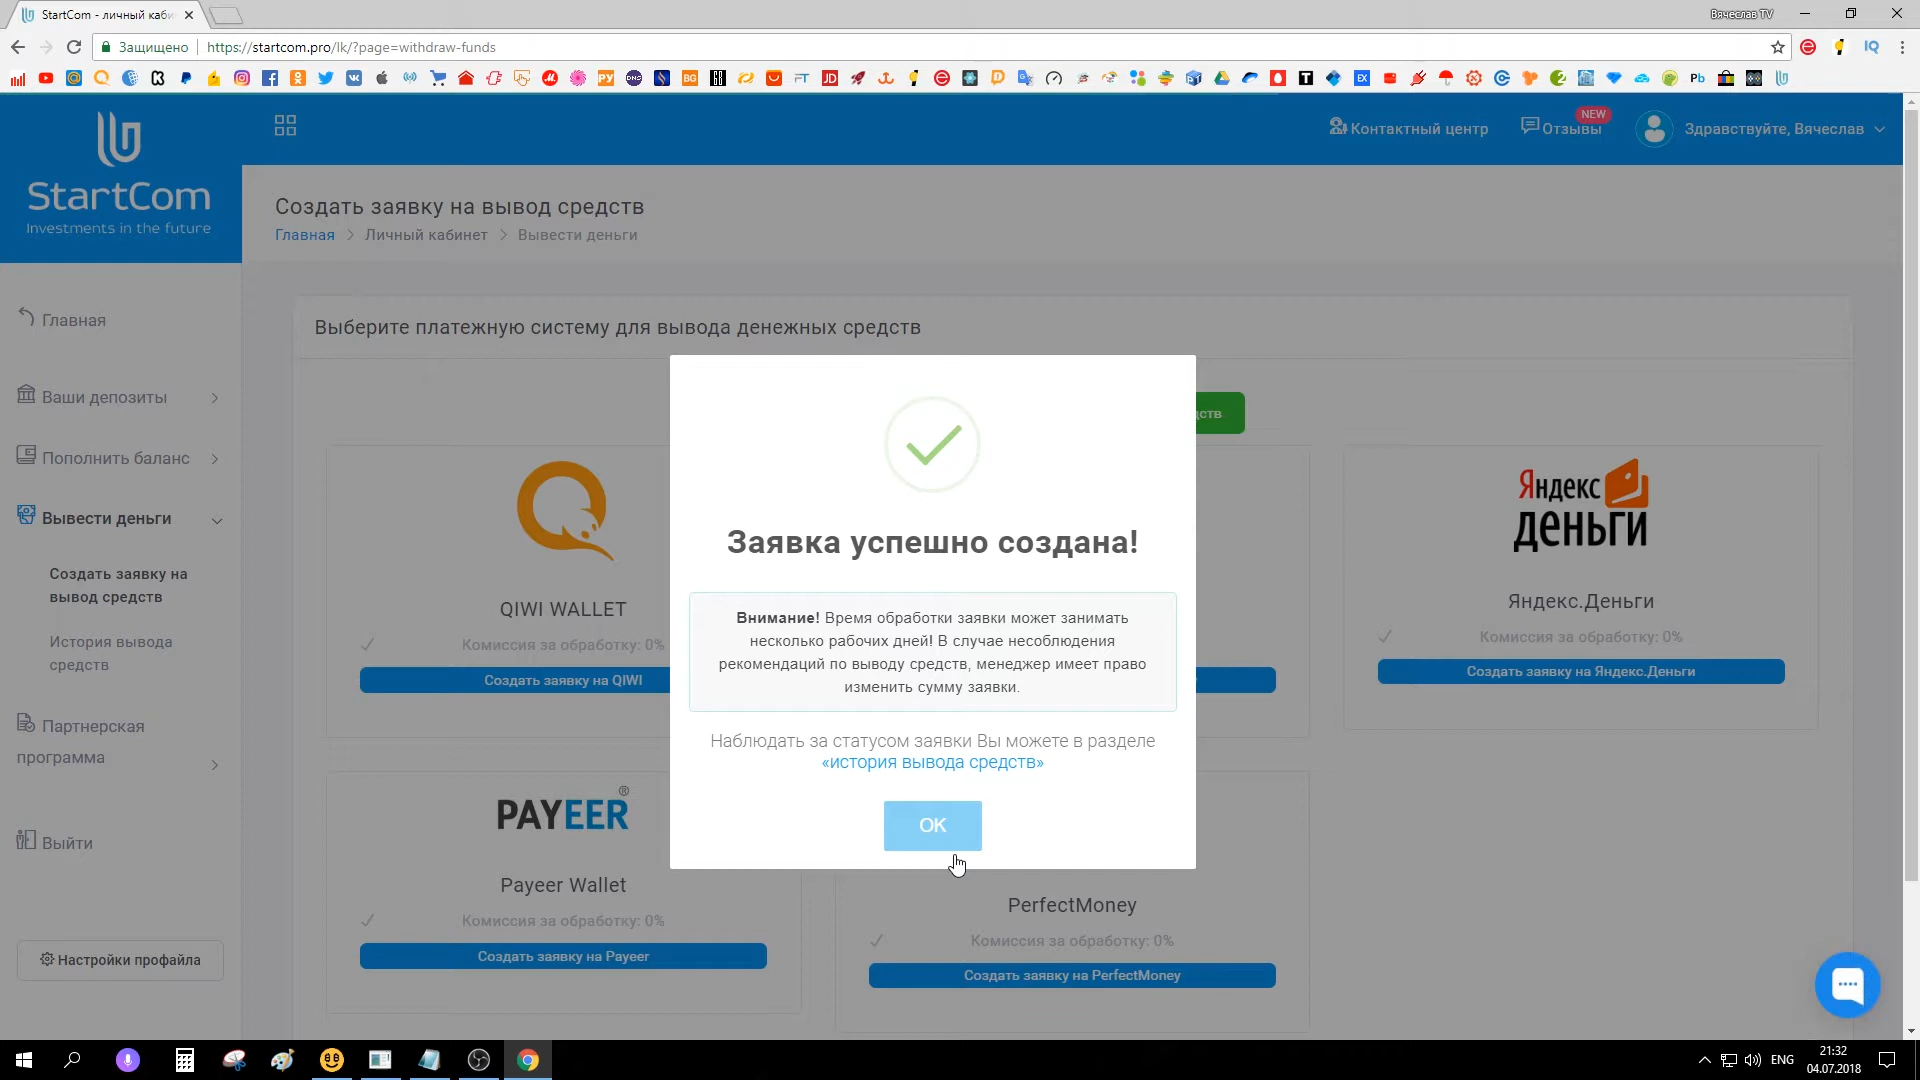 StartCom - личный каби
Вячеслав TV
Защищено
https://startcom.pro/lk/?page=withdraw-funds
StartCom
Investments in the future
Контактный центр
Отзывы
NEW
Здравствуйте, Вячеслав
Создать заявку на вывод средств
Главная > Личный кабинет > Вывести деньги
Главная
Ваши депозиты
Пополнить баланс
Вывести деньги
Создать заявку на
вывод средств
История вывода
средств
Партнерская
программа
Выйти
Настройки профайла
Выберите платежную систему для вывода денежных средств
дств
QIWI WALLET
Комиссия за обработку: 0%
Создать заявку на QIWI
Яндекс
деньги
Яндекс.Деньги
Комиссия за обработку: 0%
Создать заявку на Яндекс.Деньги
PAYEER®
Payeer Wallet
Комиссия за обработку: 0%
Создать заявку на Payeer
PerfectMoney
Комиссия за обработку: 0%
Создать заявку на PerfectMoney
Заявка успешно создана!
Внимание! Время обработки заявки может занимать
несколько рабочих дней! В случае несоблюдения
рекомендаций по выводу средств, менеджер имеет право
изменить сумму заявки.
Наблюдать за статусом заявки Вы можете в разделе
«история вывода средств»
OK
ENG
21:32
04.07.2018